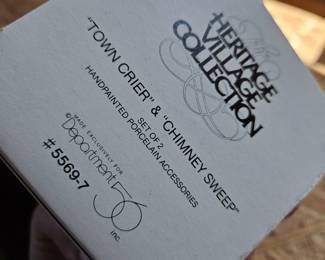 The
HERITAGE
VILLAGE
COLLECTION
"TOWN CRIER" & "CHIMNEY SWEEP"
SET OF 2
HANDPAINTED PORCELAIN ACCESSORIES
MADE EXCLUSIVELY FOR
©Department 56 inc.
#5569-7